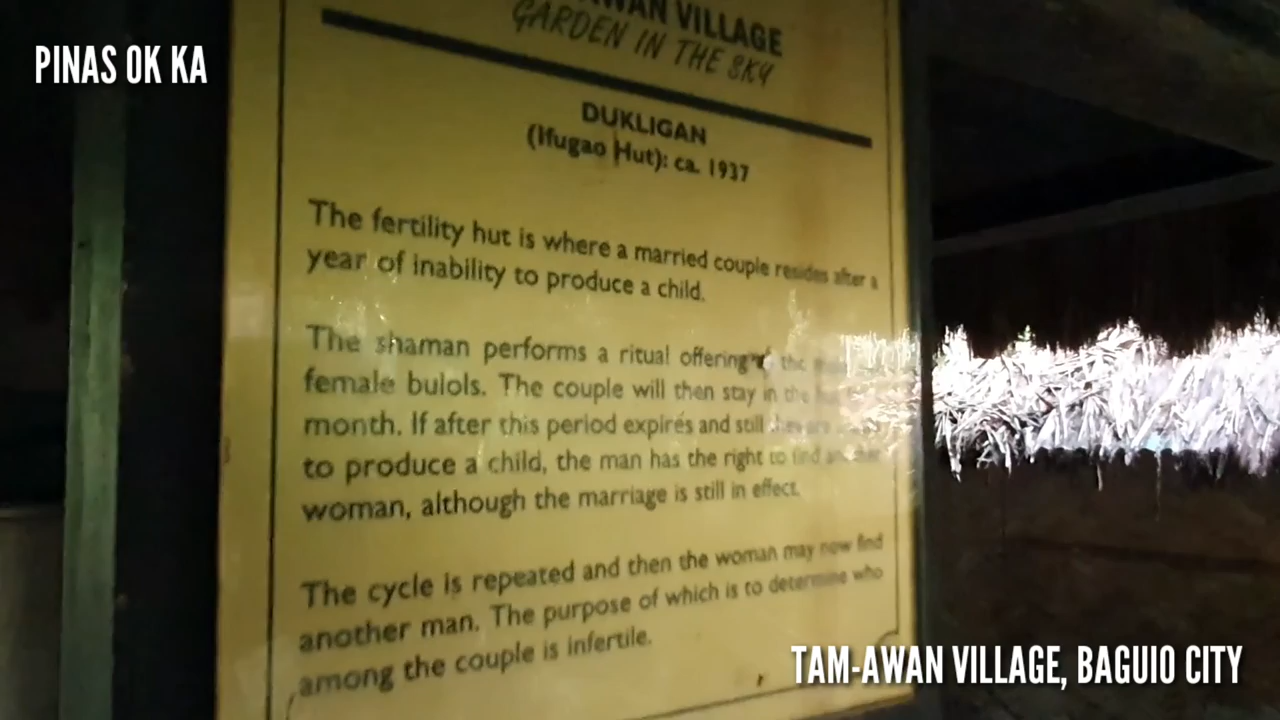 PINAS OK KA
AWAN VILLAGE
GARDEN IN THE SKY
DUKLIGAN
(Ifugao Hut): ca. 1937
The fertility hut is where a married couple resides after a
year of inability to produce a child.
The shaman performs a ritual offering the
female bulols. The couple will then stay in the
month. If after this period expires and still
to produce a child, the man has the right to find another
woman, although the marriage is still in effect.
The cycle is repeated and then the woman may now find
another man. The purpose of which is to determine who
among the couple is infertile.
TAM-AWAN VILLAGE, BAGUIO CITY